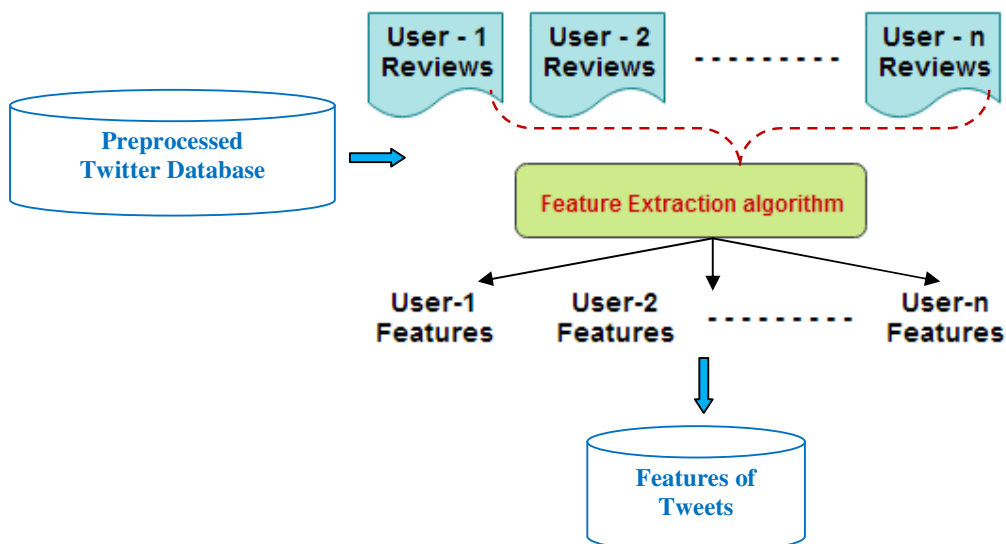 User - 1
Reviews
User - 2
Reviews
- - - - - - - - -
User - n
Reviews
Preprocessed
Twitter Database
Feature Extraction algorithm
User-1
Features
User-2
Features
- - - - - - - - -
User-n
Features
Features of
Tweets